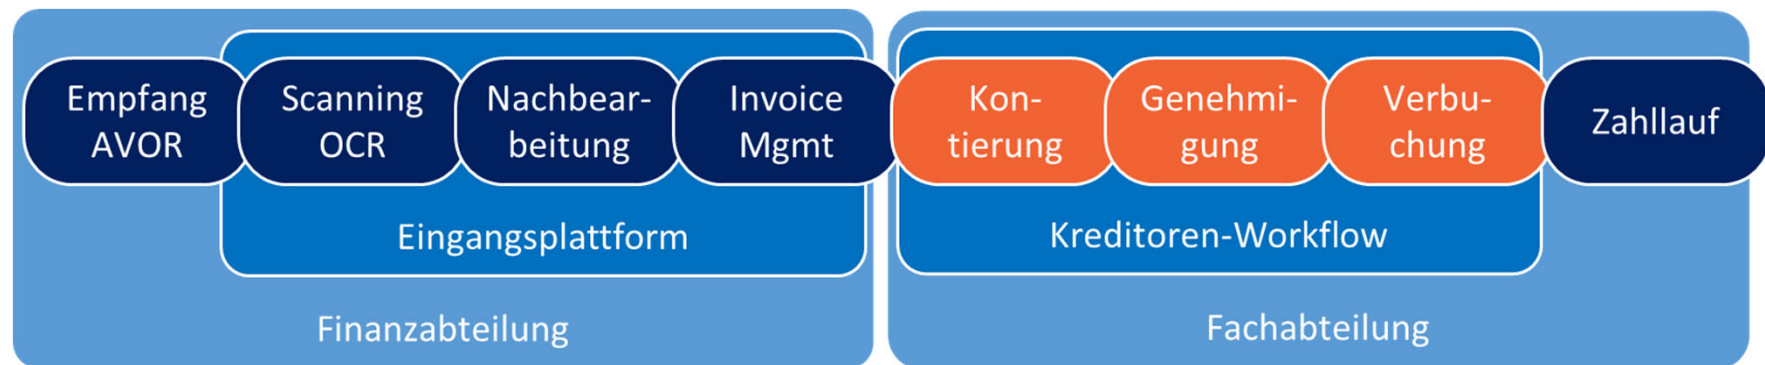 Empfang
AVOR
Scanning
OCR
Nachbear-
beitung
Invoice
Mgmt
Kon-
tierung
Genehmi-
gung
Verbu-
chung
Zahllauf
Eingangsplattform
Kreditoren-Workflow
Finanzabteilung
Fachabteilung